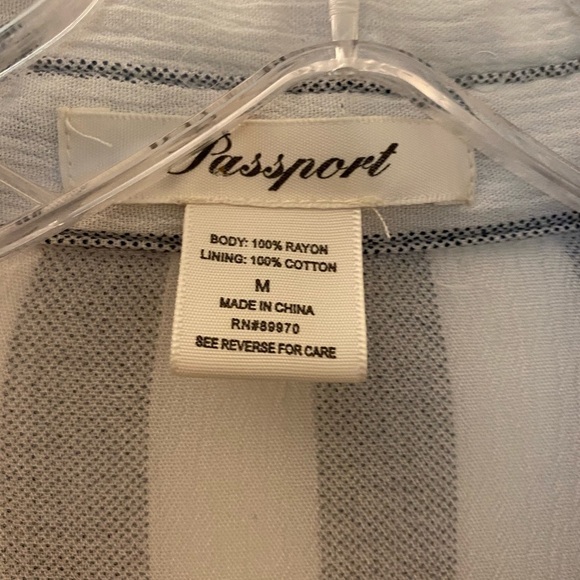 Passport
BODY: 100% RAYON
LINING: 100% COTTON
M
MADE IN CHINA
RN#89970
SEE REVERSE FOR CARE